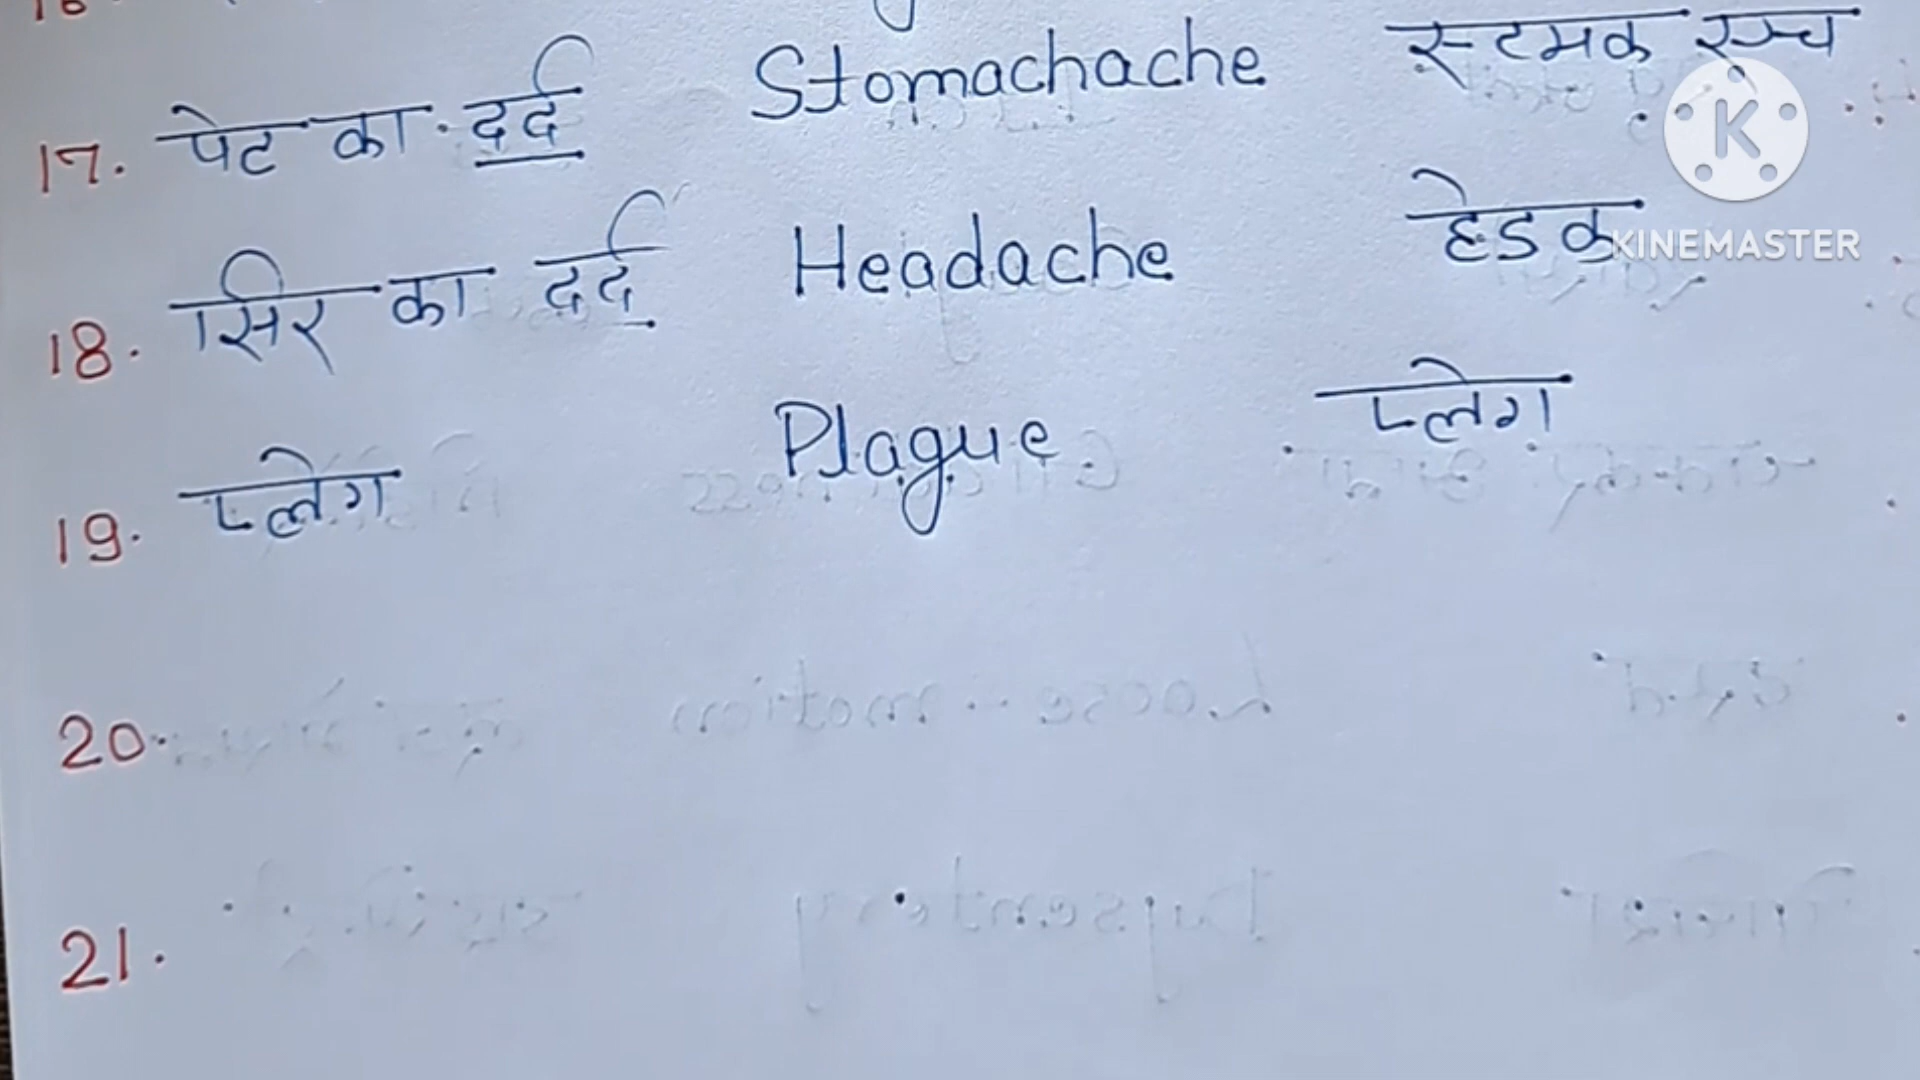 17. पेट का दर्द Stomachache स्टमक एच
18. सिर का दर्द Headache हेडक
KINEMASTER
19. प्लेग Plague प्लेग
20.
21.